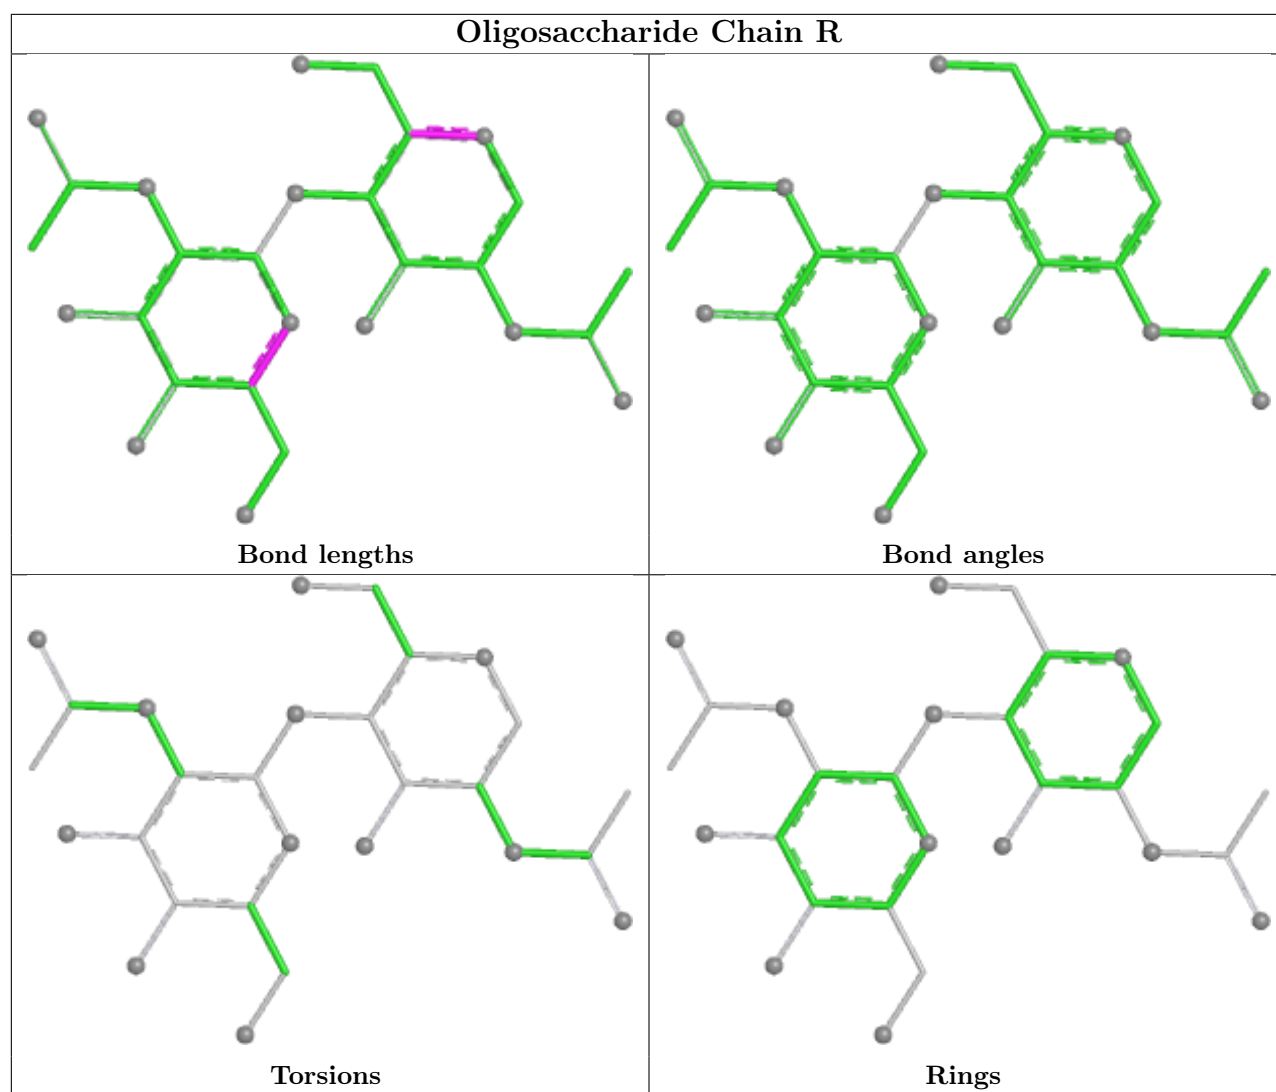 Oligosaccharide Chain R
Bond lengths
Bond angles
Torsions
Rings